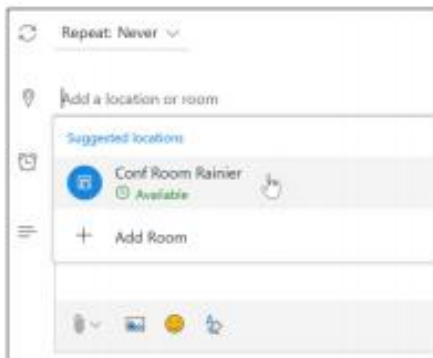 Repeat: Never
Add a location or room
Suggested locations
Conf Room Rainier
Available
Add Room